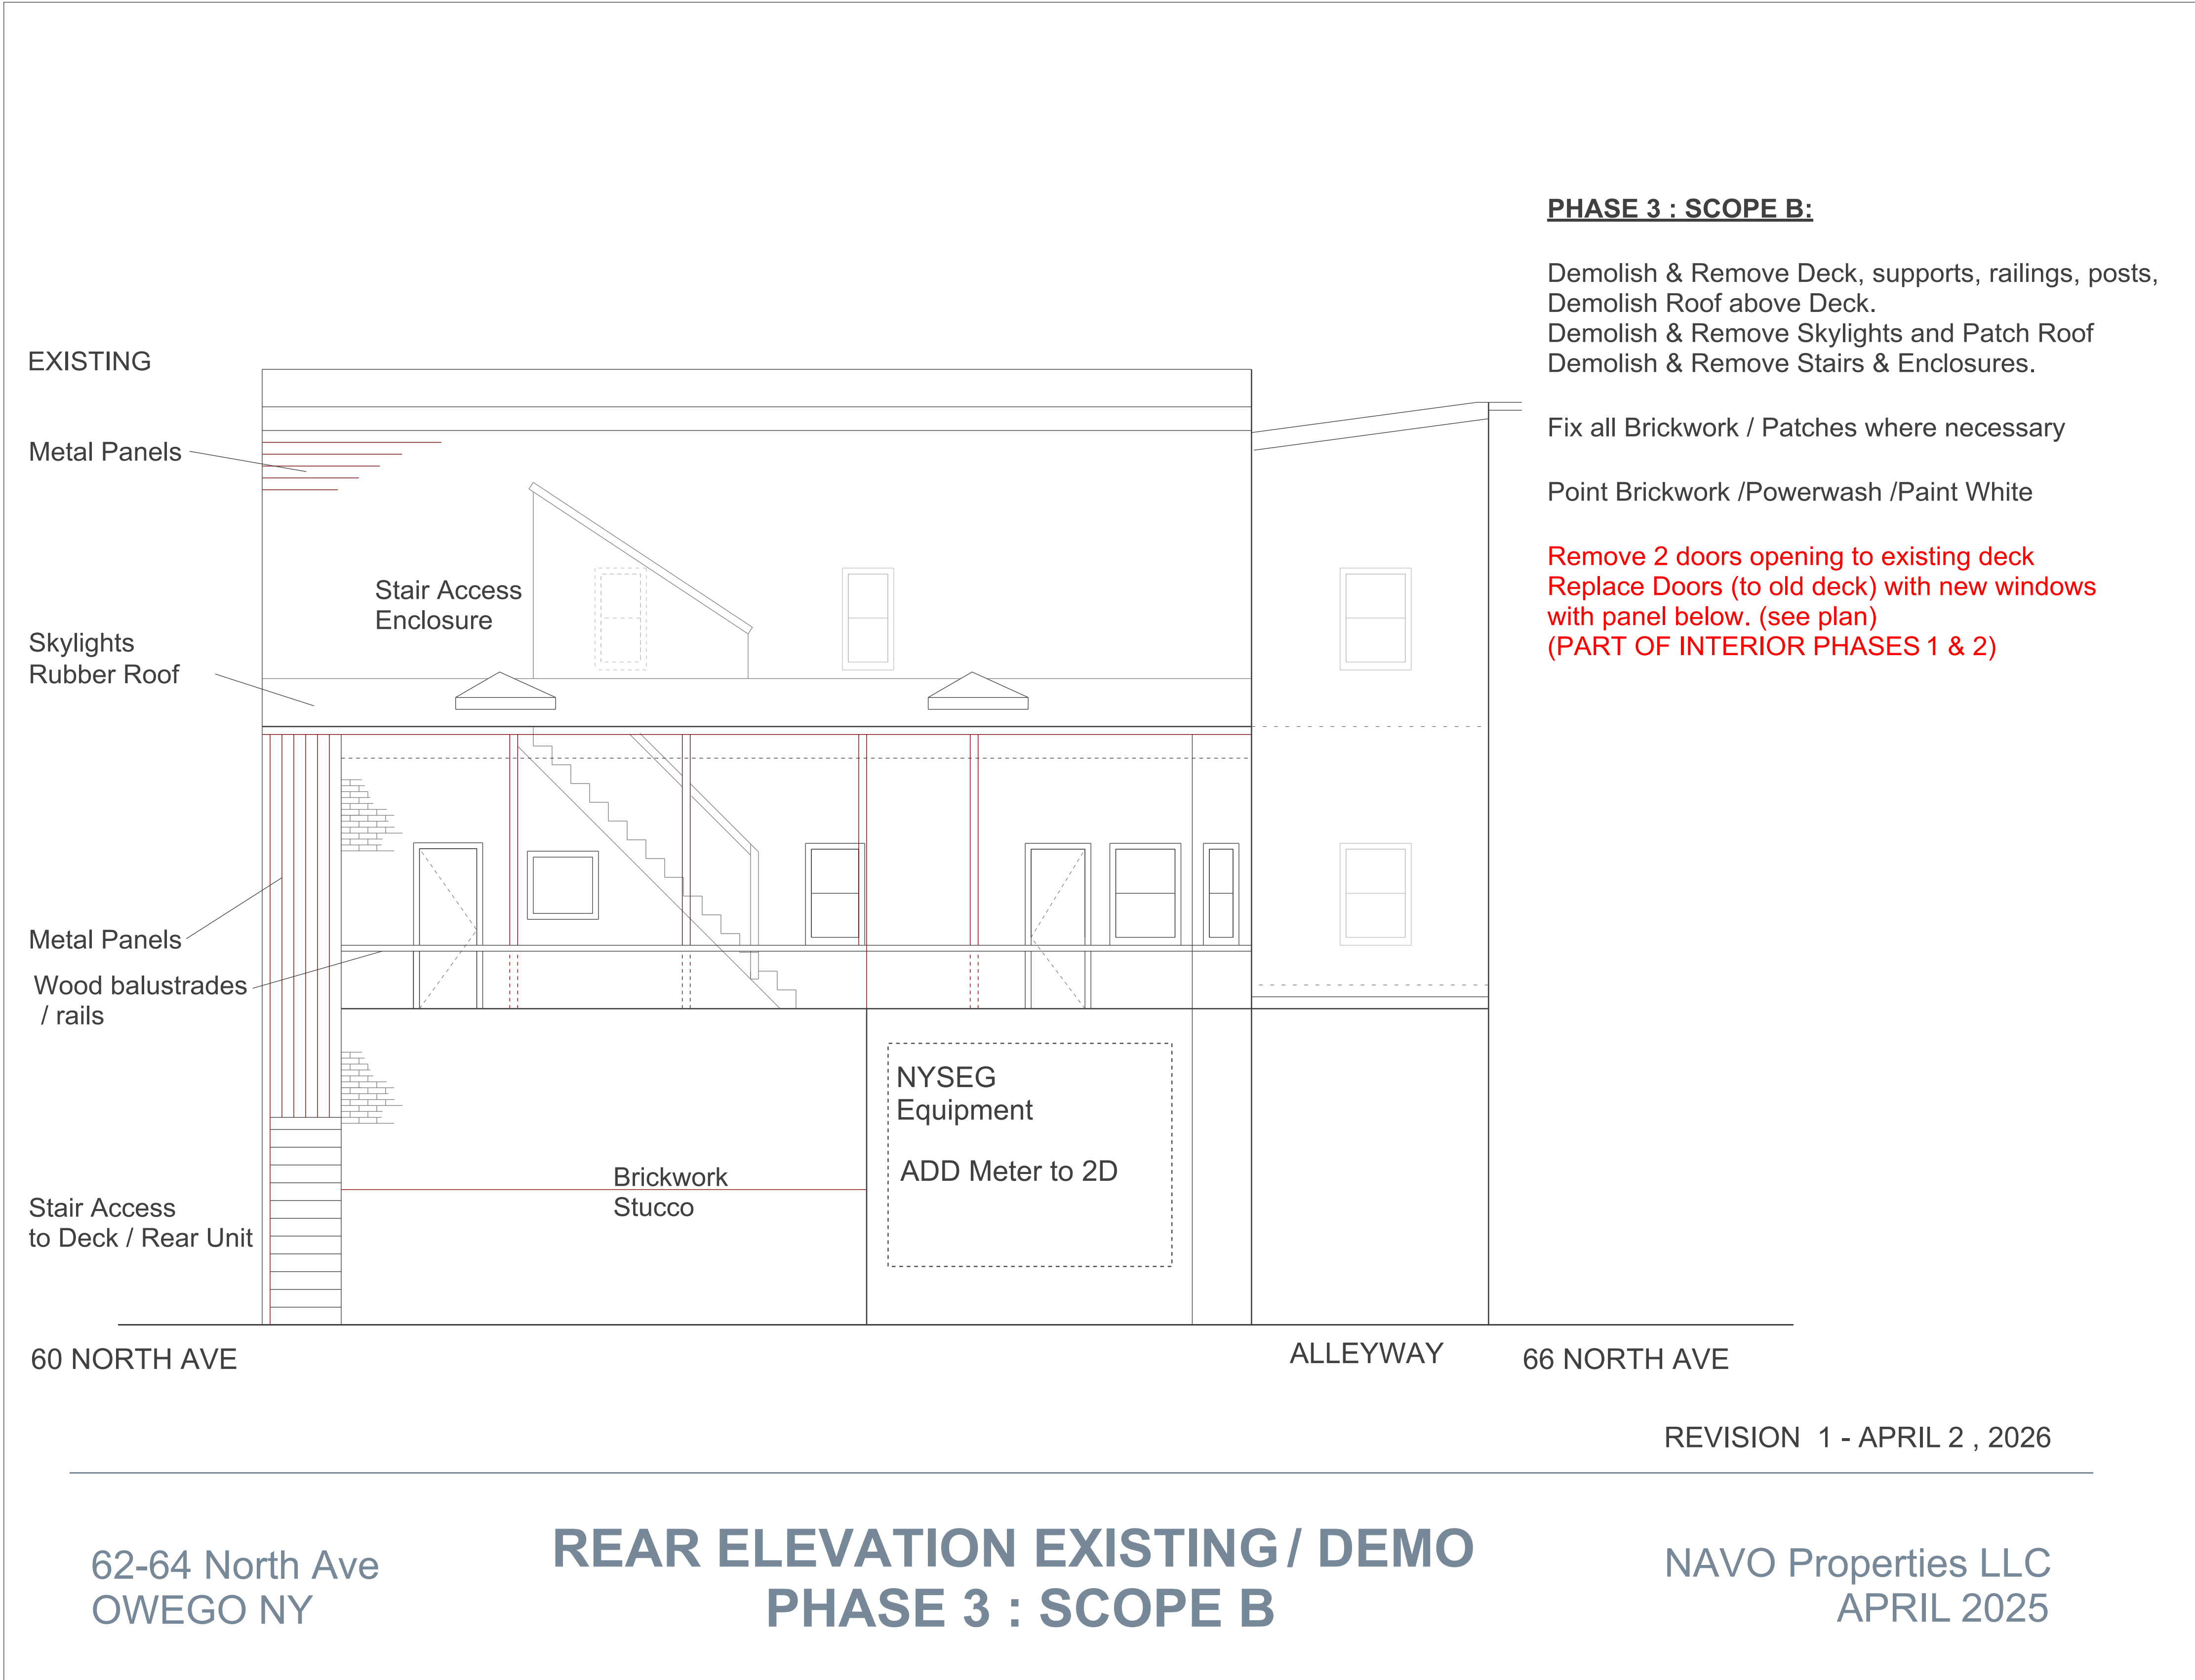 PHASE 3 : SCOPE B:
Demolish & Remove Deck, supports, railings, posts,
Demolish Roof above Deck.
Demolish & Remove Skylights and Patch Roof
Demolish & Remove Stairs & Enclosures.
Fix all Brickwork / Patches where necessary
Point Brickwork /Powerwash /Paint White
Remove 2 doors opening to existing deck
Replace Doors (to old deck) with new windows
with panel below. (see plan)
(PART OF INTERIOR PHASES 1 & 2)
EXISTING
Metal Panels
Stair Access
Enclosure
Skylights
Rubber Roof
Metal Panels
Wood balustrades
/ rails
NYSEG
Equipment
ADD Meter to 2D
Brickwork
Stucco
Stair Access
to Deck / Rear Unit
60 NORTH AVE
ALLEYWAY
66 NORTH AVE
REVISION 1 - APRIL 2 , 2026
62-64 North Ave
OWEGO NY
REAR ELEVATION EXISTING / DEMO
PHASE 3 : SCOPE B
NAVO Properties LLC
APRIL 2025